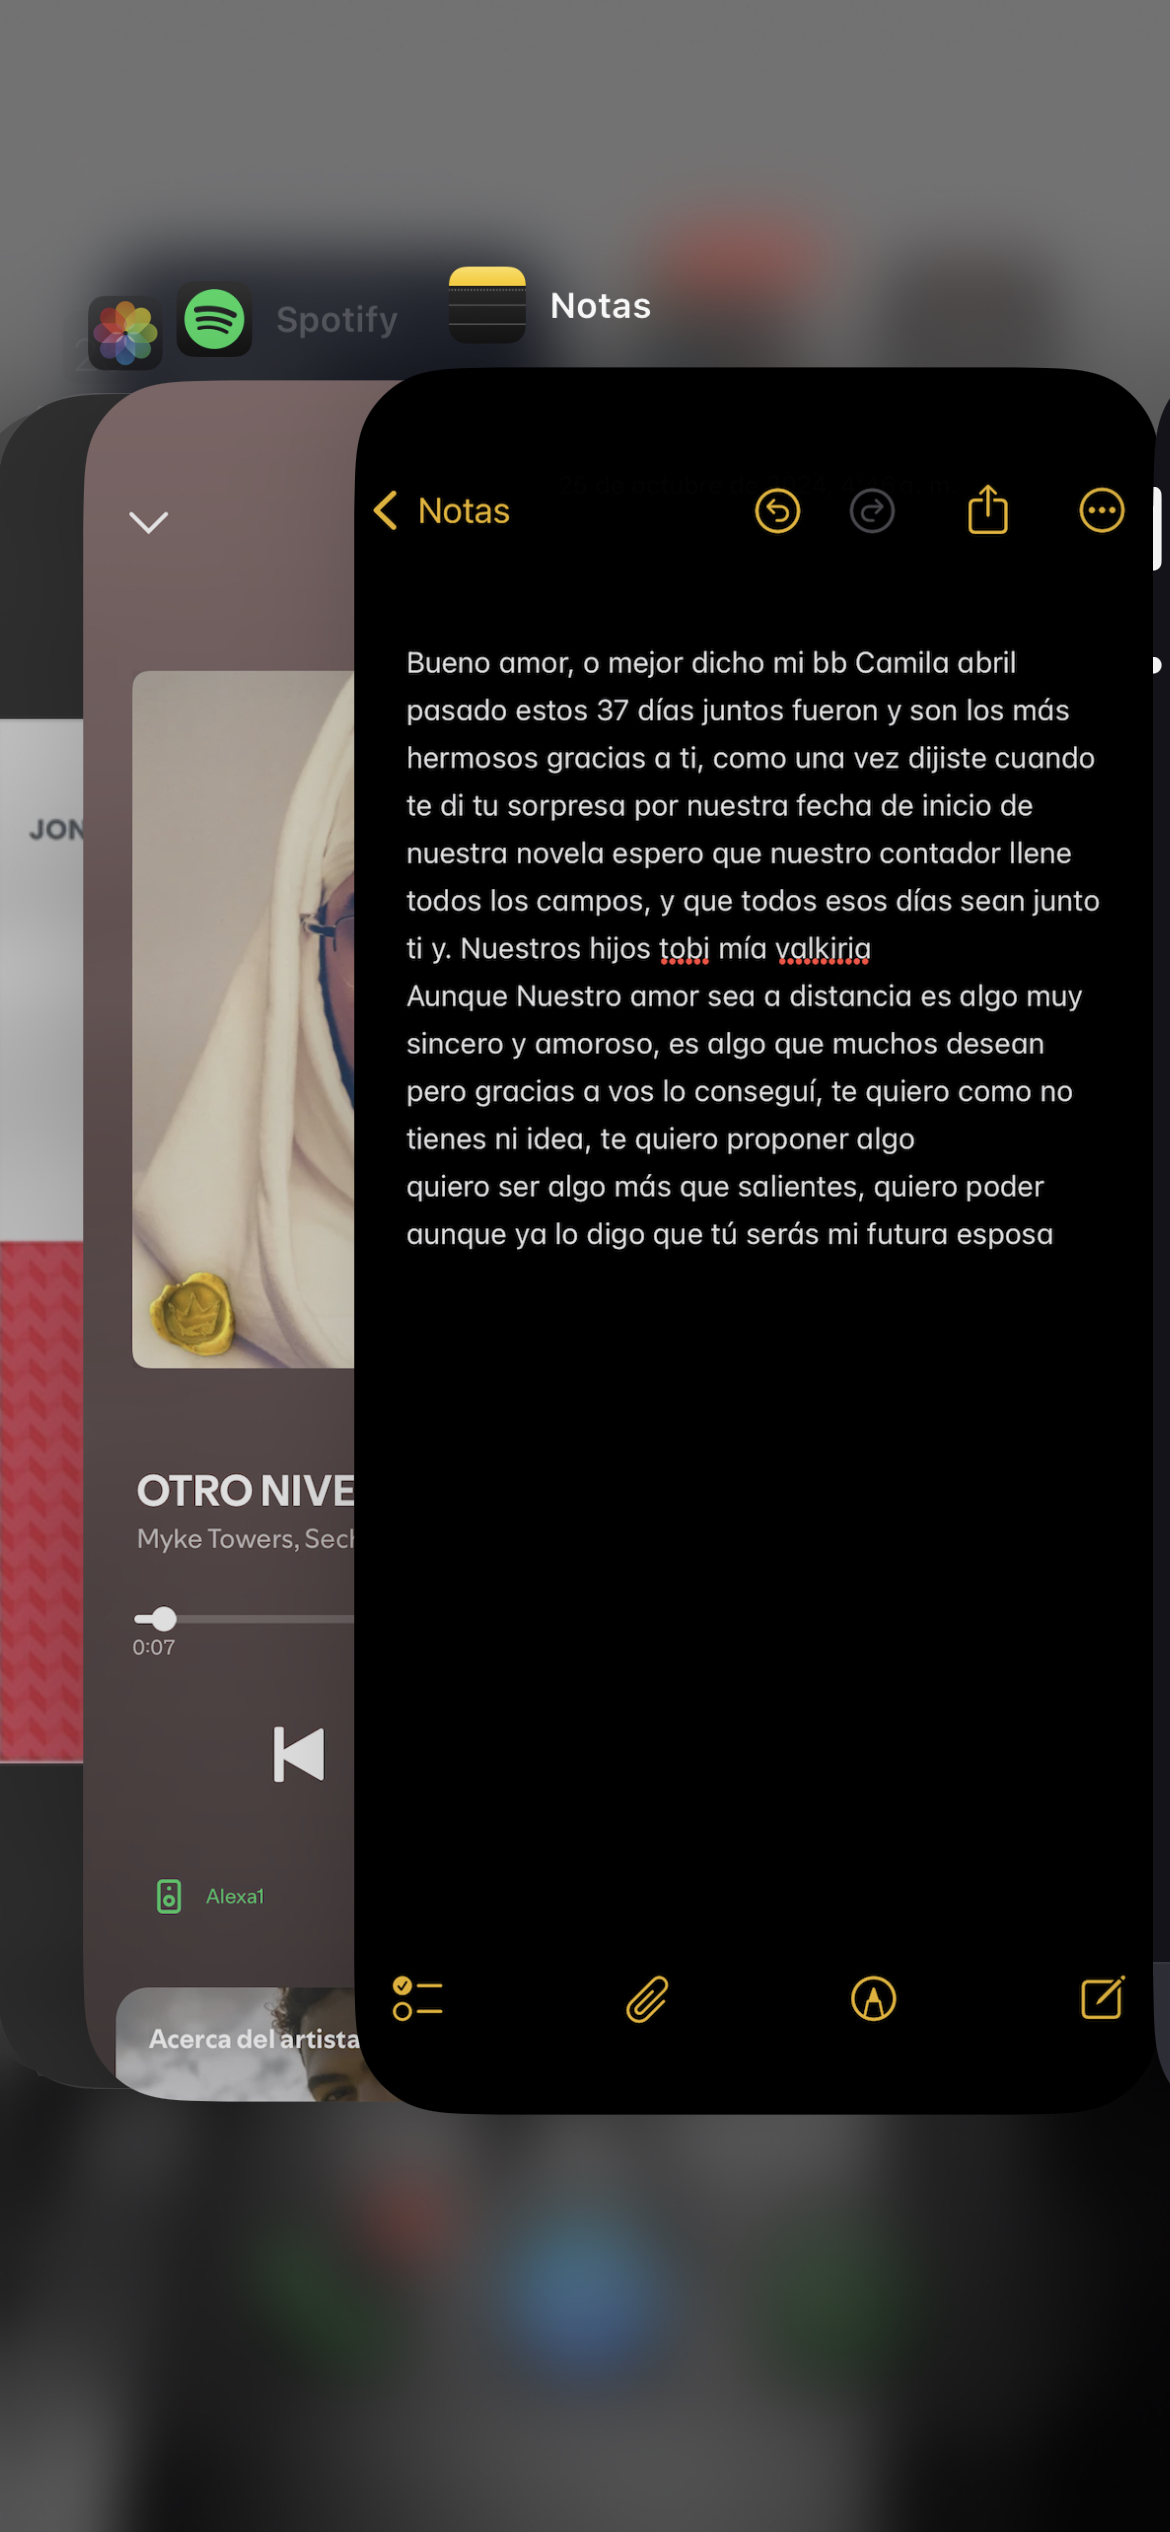 Spotify
Notas
Notas
JON
Bueno amor, o mejor dicho mi bb Camila abril
pasado estos 37 días juntos fueron y son los más
hermosos gracias a ti, como una vez dijiste cuando
te di tu sorpresa por nuestra fecha de inicio de
nuestra novela espero que nuestro contador llene
todos los campos, y que todos esos días sean junto
ti y. Nuestros hijos tobi mía valkiria
Aunque Nuestro amor sea a distancia es algo muy
sincero y amoroso, es algo que muchos desean
pero gracias a vos lo conseguí, te quiero como no
tienes ni idea, te quiero proponer algo
quiero ser algo más que salientes, quiero poder
aunque ya lo digo que tú serás mi futura esposa
OTRO NIVE
Myke Towers, Sech
0:07
Alexa1
Acerca del artista